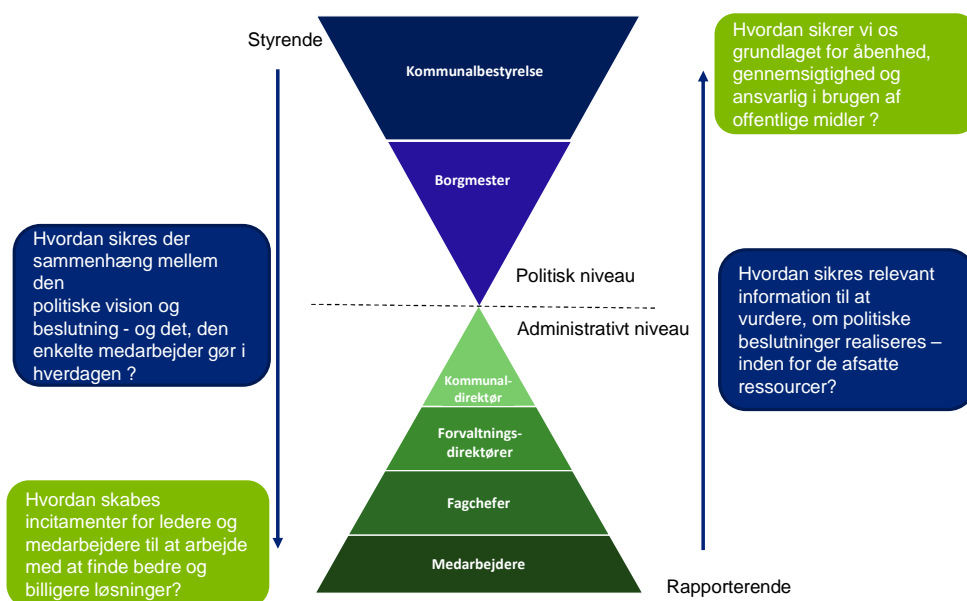 Styrende
Kommunalbestyrelse
Hvordan sikrer vi os
grundlaget for åbenhed,
gennemsigtighed og
ansvarlig i brugen af
offentlige midler ?
Borgmester
Hvordan sikres der
sammenhæng mellem
den
politiske vision og
beslutning - og det, den
enkelte medarbejder gør i
hverdagen ?
Politisk niveau
Administrativt niveau
Hvordan sikres relevant
information til at
vurdere, om politiske
beslutninger realiseres –
inden for de afsatte
ressourcer?
Kommunal-
direktør
Forvaltnings-
direktører
Fagchefer
Medarbejdere
Hvordan skabes
incitamenter for ledere og
medarbejdere til at arbejde
med at finde bedre og
billigere løsninger?
Rapporterende